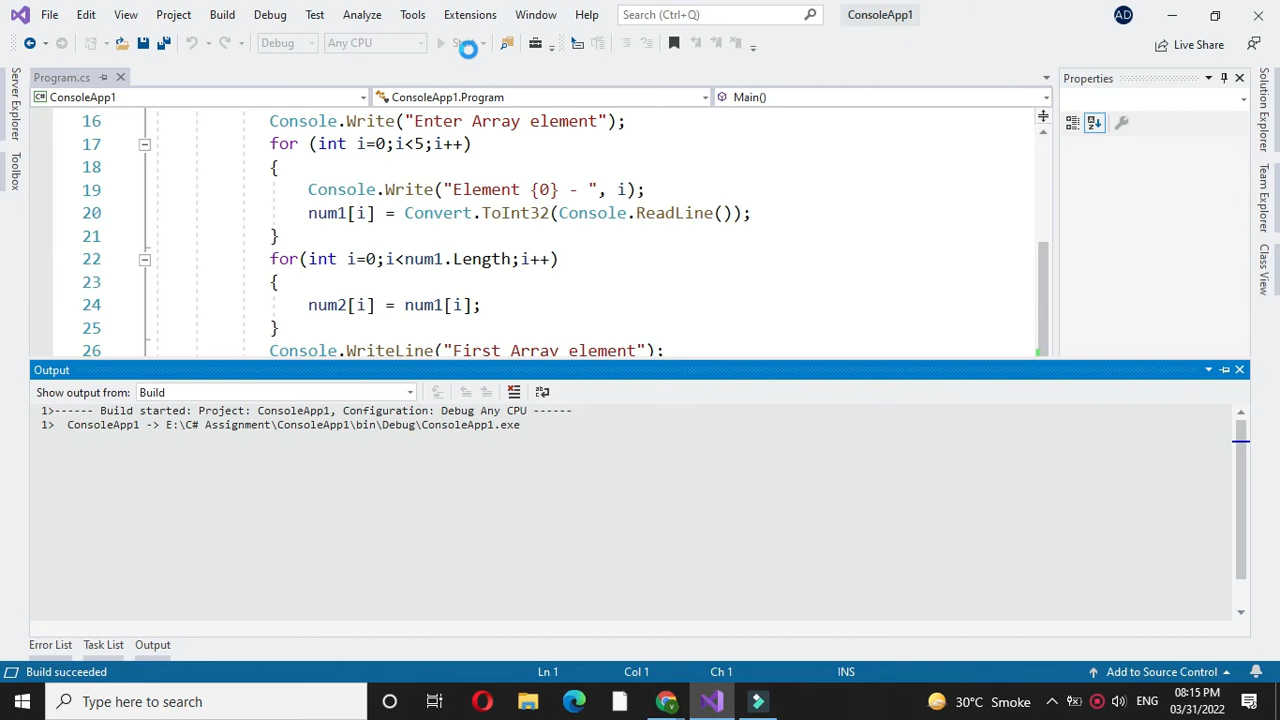 File Edit View Project Build Debug Test Analyze Tools Extensions Window Help Search (Ctrl+Q) ConsoleApp1 AD
Debug Any CPU Live Share
Program.cs
Properties
ConsoleApp1 ConsoleApp1.Program Main()
Server Explorer
Toolbox
Solution Explorer
Team Explorer
Class View
16 Console.Write("Enter Array element");
17 for (int i=0;i<5;i++)
18 {
19 Console.Write("Element {0} - ", i);
20 num1[i] = Convert.ToInt32(Console.ReadLine());
21 }
22 for(int i=0;i<num1.Length;i++)
23 {
24 num2[i] = num1[i];
25 }
26 Console.WriteLine("First Array element");
Output
Show output from: Build
1>------ Build started: Project: ConsoleApp1, Configuration: Debug Any CPU ------
1> ConsoleApp1 -> E:\C# Assignment\ConsoleApp1\bin\Debug\ConsoleApp1.exe
Error List Task List Output
Build succeeded Ln 1 Col 1 Ch 1 INS Add to Source Control
Type here to search 30°C Smoke ENG 08:15 PM
03/31/2022